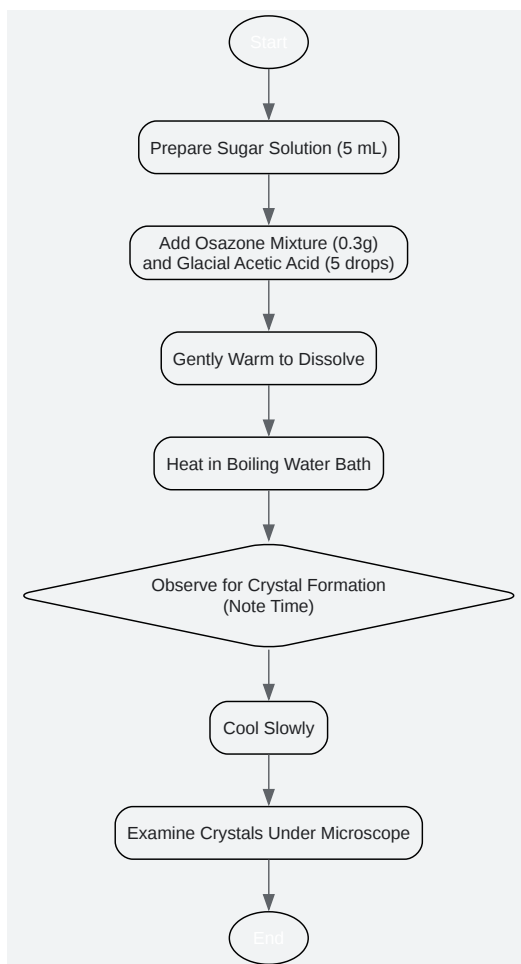 Start
Prepare Sugar Solution (5 mL)
Add Osazone Mixture (0.3g)
and Glacial Acetic Acid (5 drops)
Gently Warm to Dissolve
Heat in Boiling Water Bath
Observe for Crystal Formation
(Note Time)
Cool Slowly
Examine Crystals Under Microscope
End